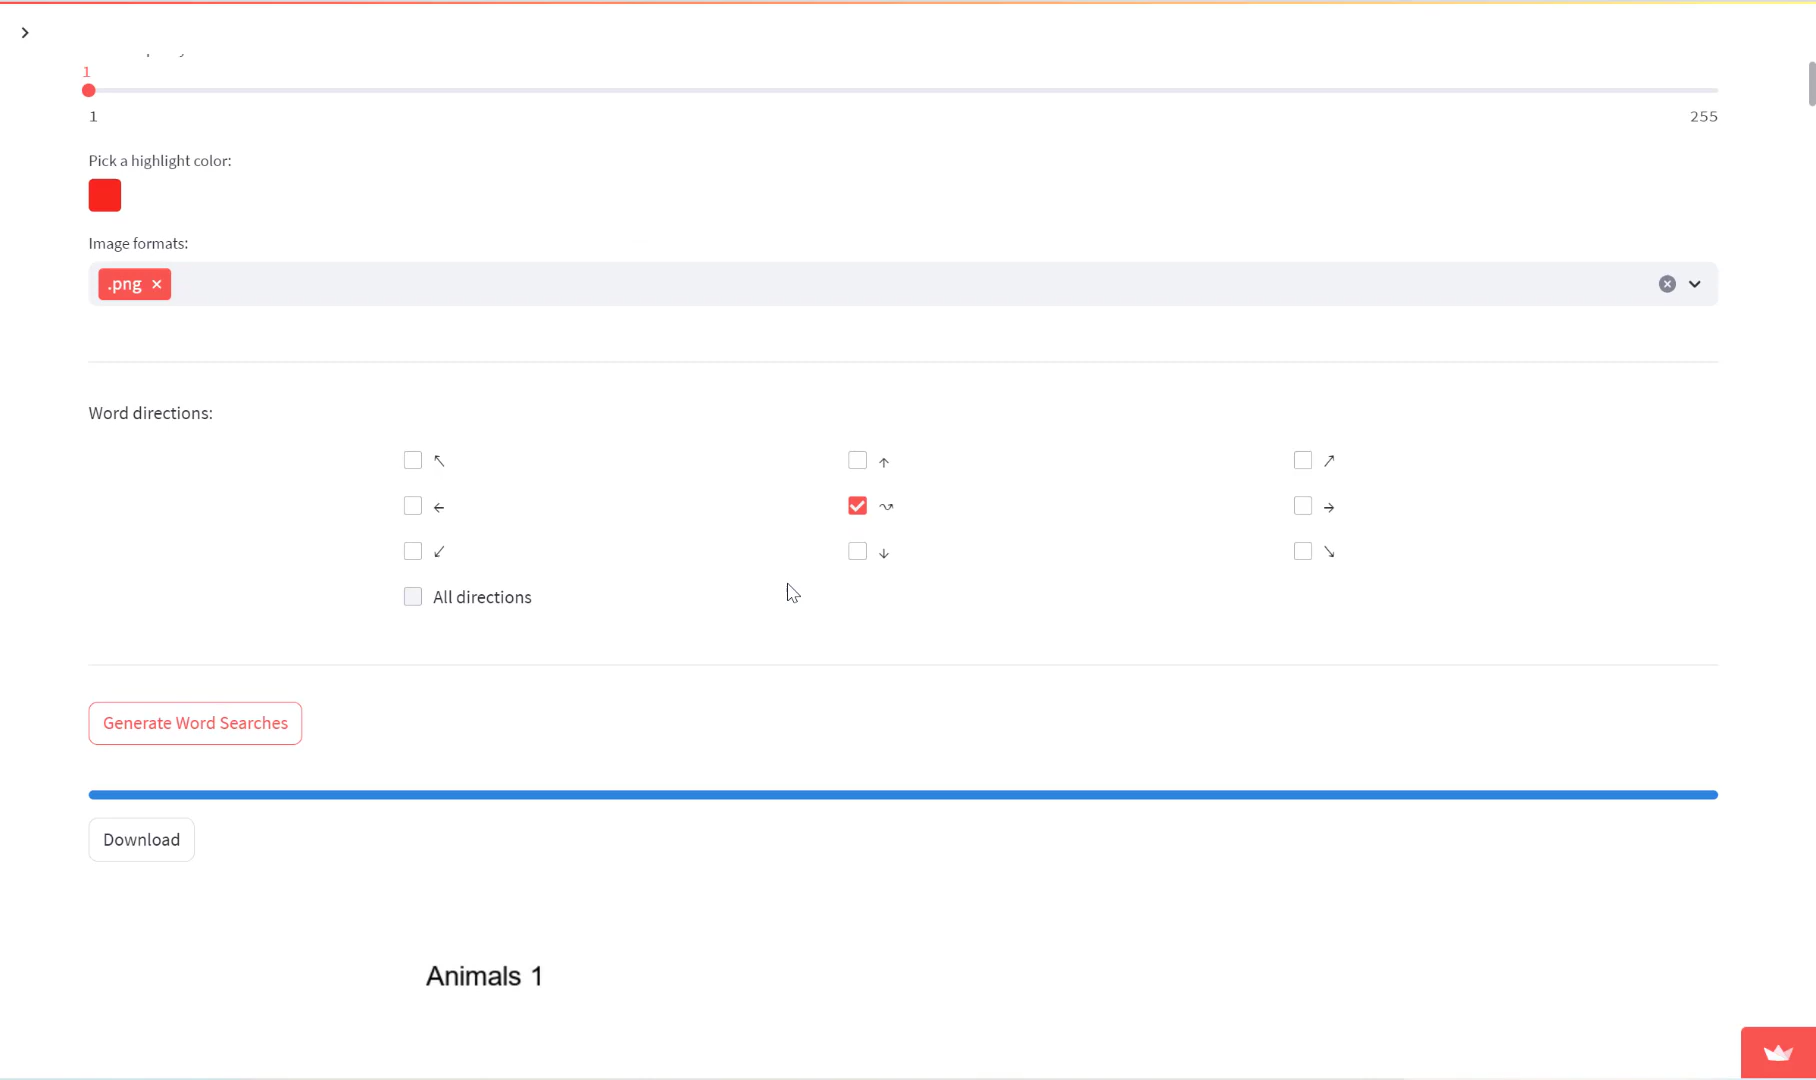 1
1 255
Pick a highlight color:
Image formats:
.png ×
Word directions:
↖ ↑ ↗
← ↝ →
↙ ↓ ↘
All directions
Generate Word Searches
Download
Animals 1